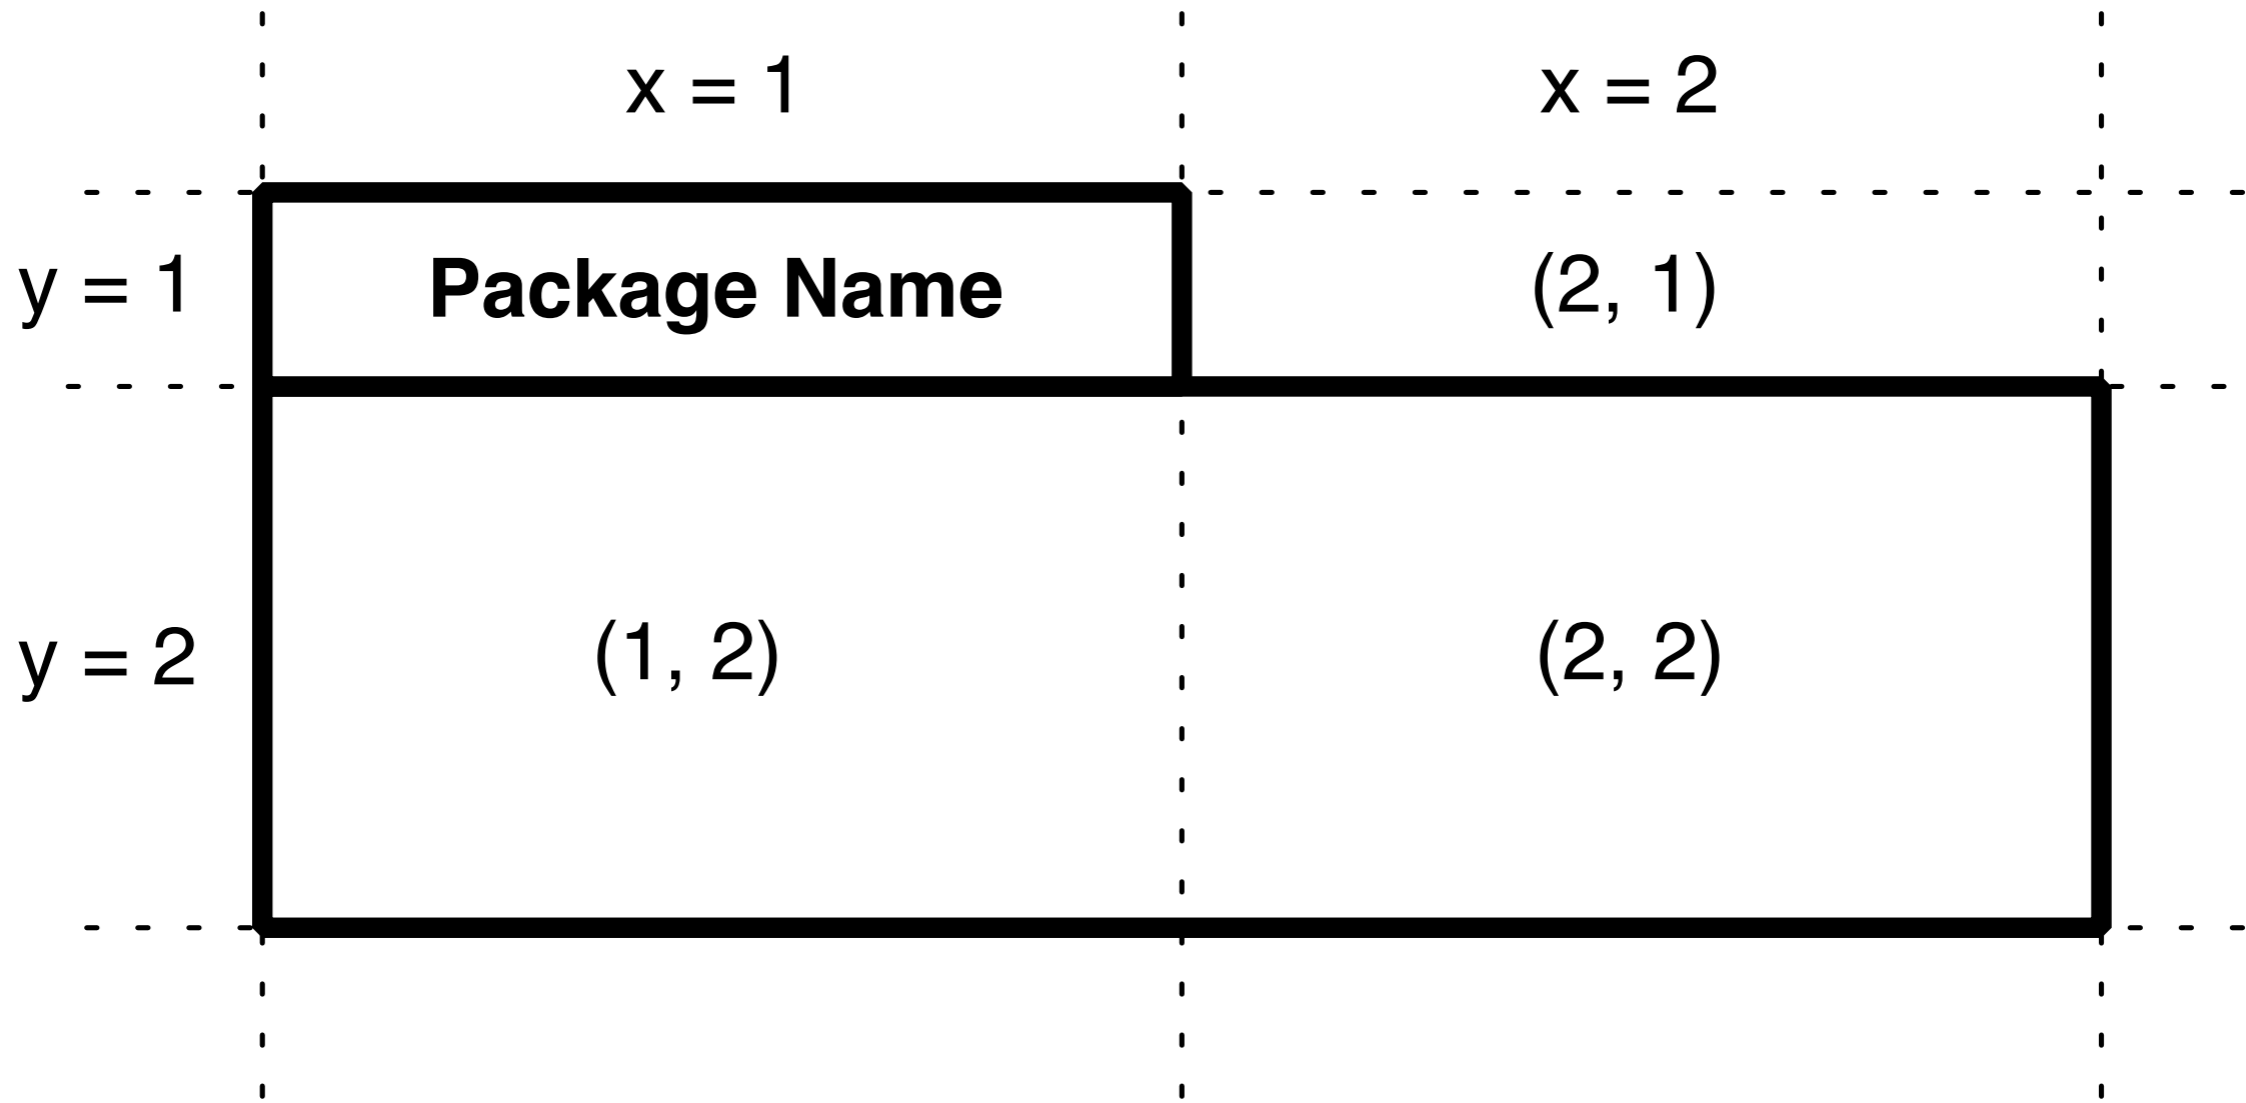 x = 1
x = 2
y = 1
Package Name
(2, 1)
y = 2
(1, 2)
(2, 2)